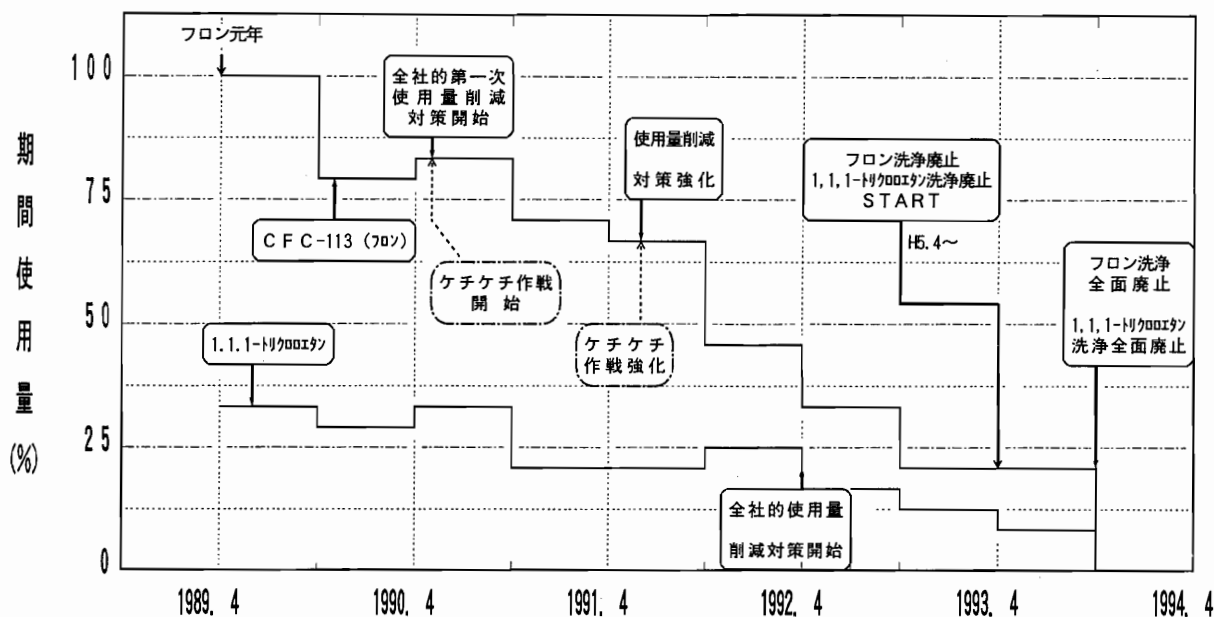 フロン元年
全社的第一次
使用量削減
対策開始
使用量削減
対策強化
フロン洗浄廃止
1,1,1-ﾄﾘｸﾛﾛｴﾀﾝ洗浄廃止
START
H5.4～
フロン洗浄
全面廃止
1,1,1-ﾄﾘｸﾛﾛｴﾀﾝ
洗浄全面廃止
CFC-113 (ﾌﾛﾝ)
ケチケチ作戦
開始
ケチケチ
作戦強化
1.1.1-ﾄﾘｸﾛﾛｴﾀﾝ
全社的使用量
削減対策開始
期間使用量(%)
100
75
50
25
0
1989. 4
1990. 4
1991. 4
1992. 4
1993. 4
1994. 4